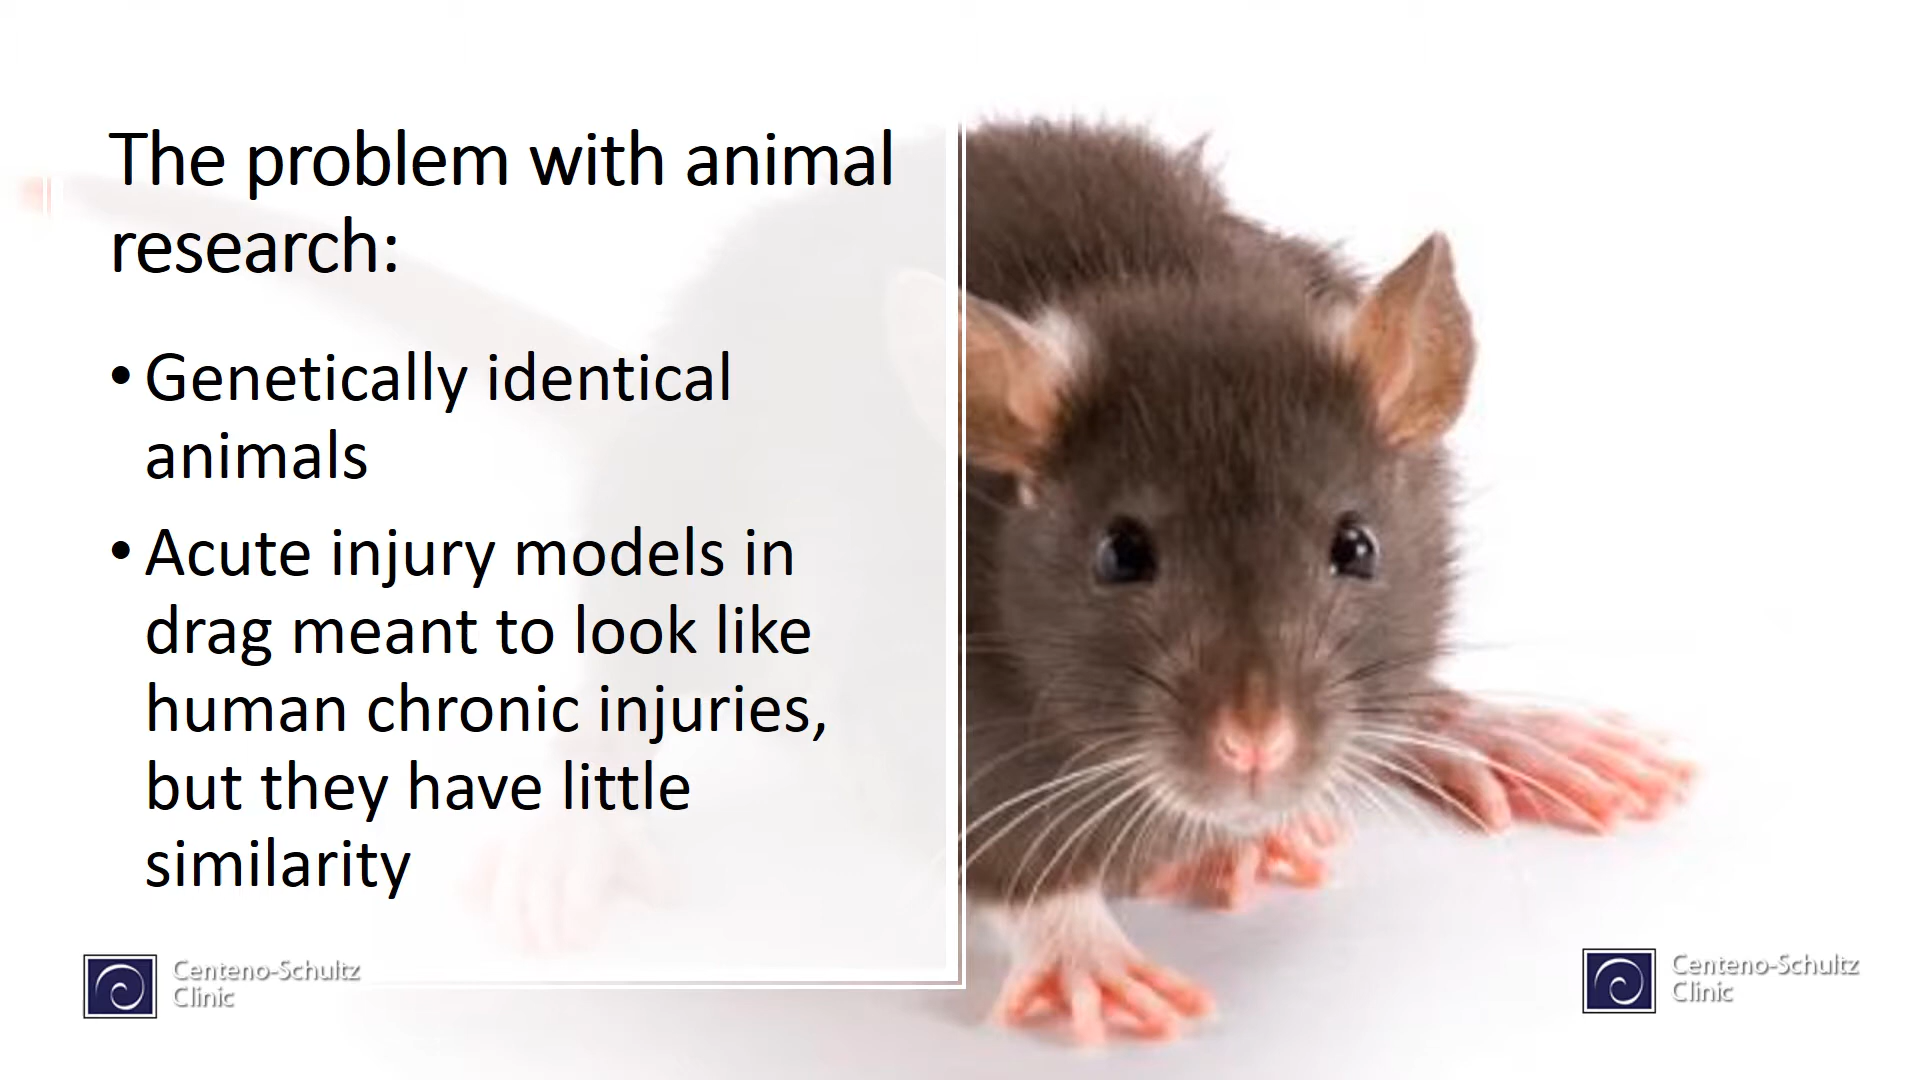 The problem with animal
research:
• Genetically identical
animals
• Acute injury models in
drag meant to look like
human chronic injuries,
but they have little
similarity
Centeno-Schultz
Clinic
Centeno-Schultz
Clinic